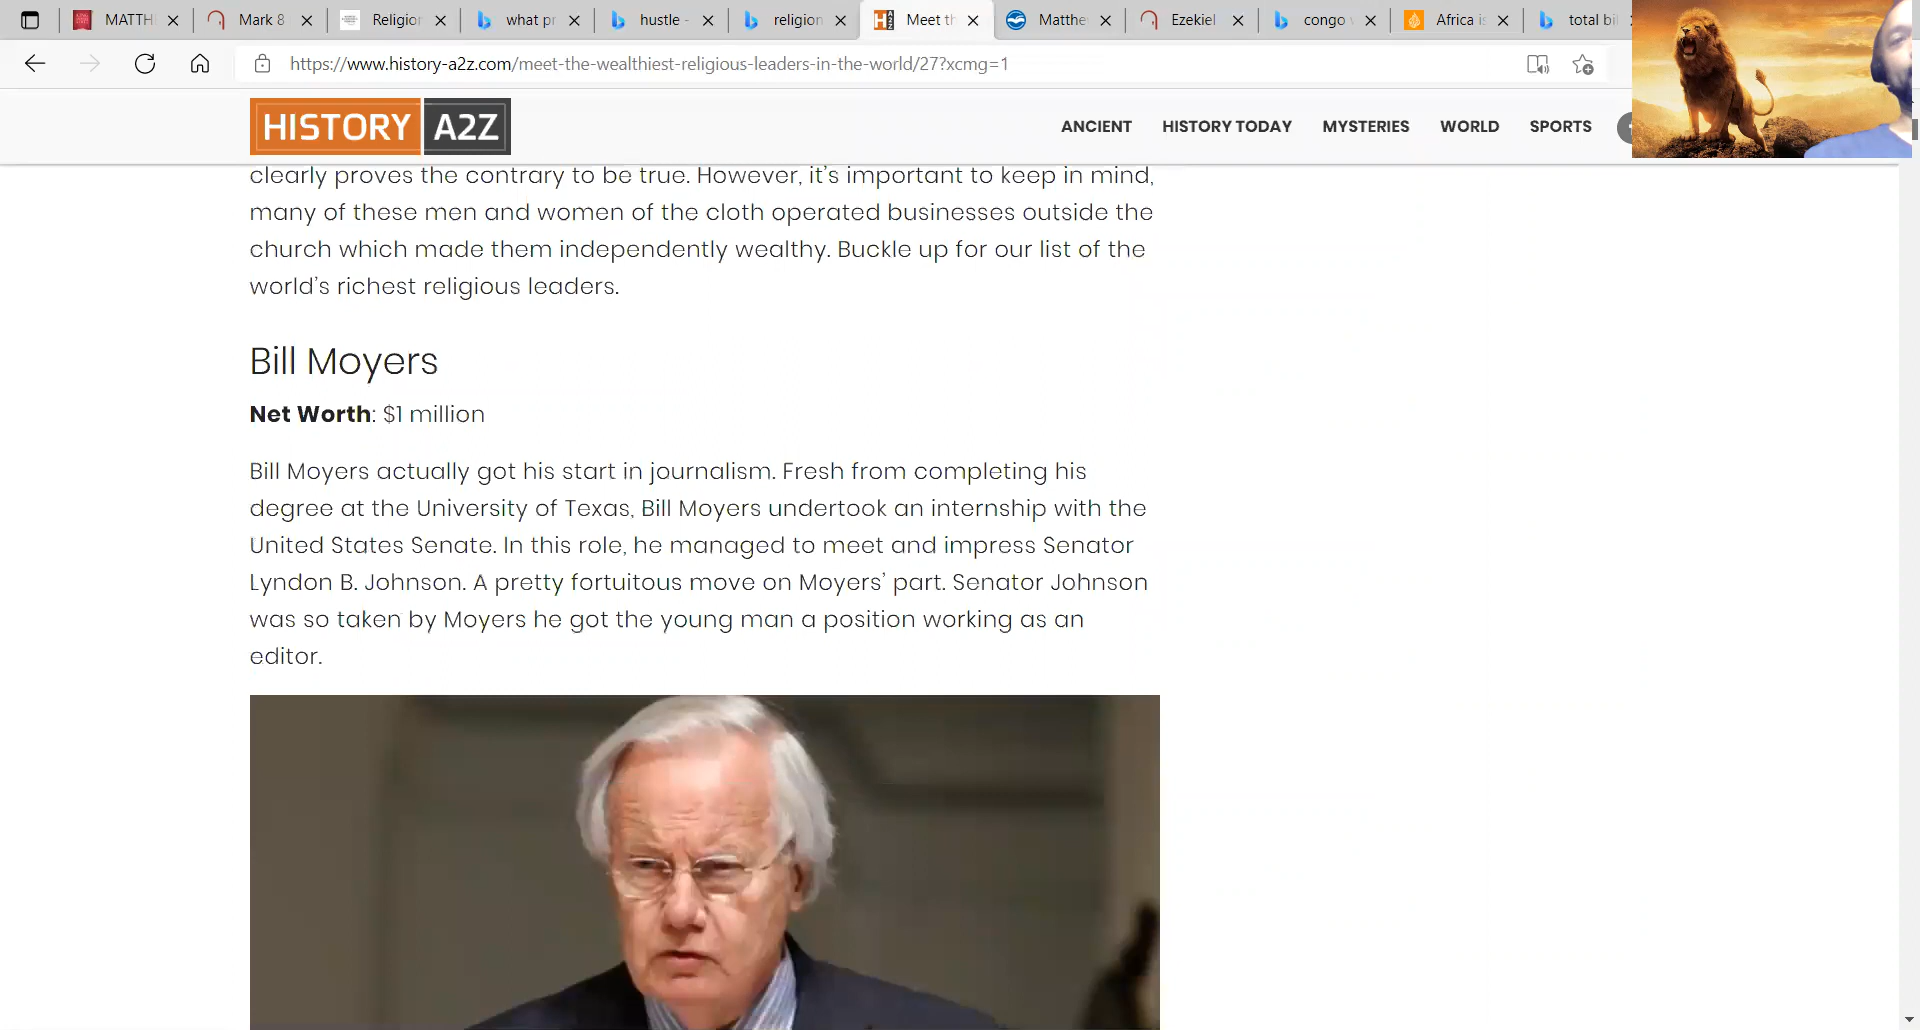 MATTH
Mark 8
Religion
what pr
hustle -
religion
Meet th
Matthe
Ezekiel
congo
Africa is
total bi
https://www.history-a2z.com/meet-the-wealthiest-religious-leaders-in-the-world/27?xcmg=1
HISTORY A2Z
ANCIENT HISTORY TODAY MYSTERIES WORLD SPORTS
clearly proves the contrary to be true. However, it's important to keep in mind,
many of these men and women of the cloth operated businesses outside the
church which made them independently wealthy. Buckle up for our list of the
world's richest religious leaders.
Bill Moyers
Net Worth: $1 million
Bill Moyers actually got his start in journalism. Fresh from completing his
degree at the University of Texas, Bill Moyers undertook an internship with the
United States Senate. In this role, he managed to meet and impress Senator
Lyndon B. Johnson. A pretty fortuitous move on Moyers' part. Senator Johnson
was so taken by Moyers he got the young man a position working as an
editor.